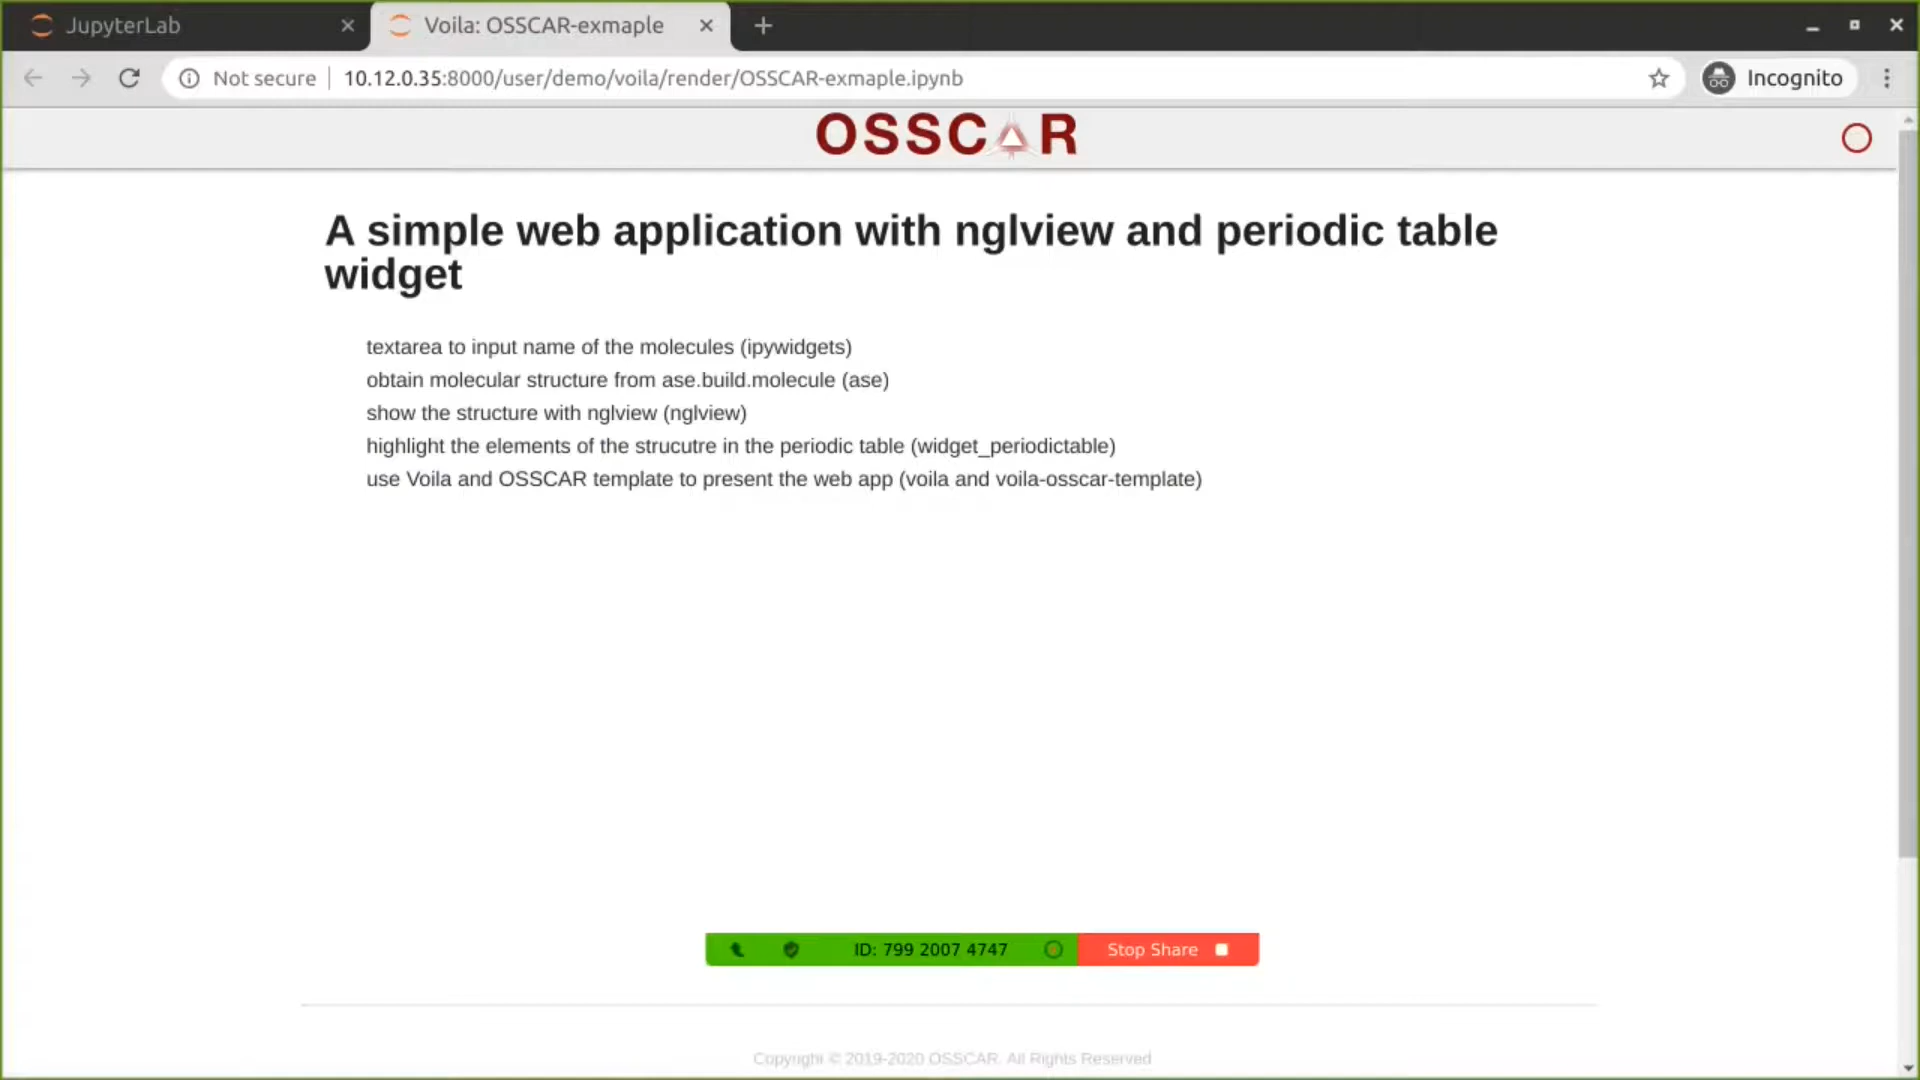 JupyterLab
Voila: OSSCAR-exmaple
Not secure
10.12.0.35:8000/user/demo/voila/render/OSSCAR-exmaple.ipynb
Incognito
OSSCAR
A simple web application with nglview and periodic table
widget
textarea to input name of the molecules (ipywidgets)
obtain molecular structure from ase.build.molecule (ase)
show the structure with nglview (nglview)
highlight the elements of the strucutre in the periodic table (widget_periodictable)
use Voila and OSSCAR template to present the web app (voila and voila-osscar-template)
ID: 799 2007 4747
Stop Share
Copyright © 2019-2020 OSSCAR. All Rights Reserved